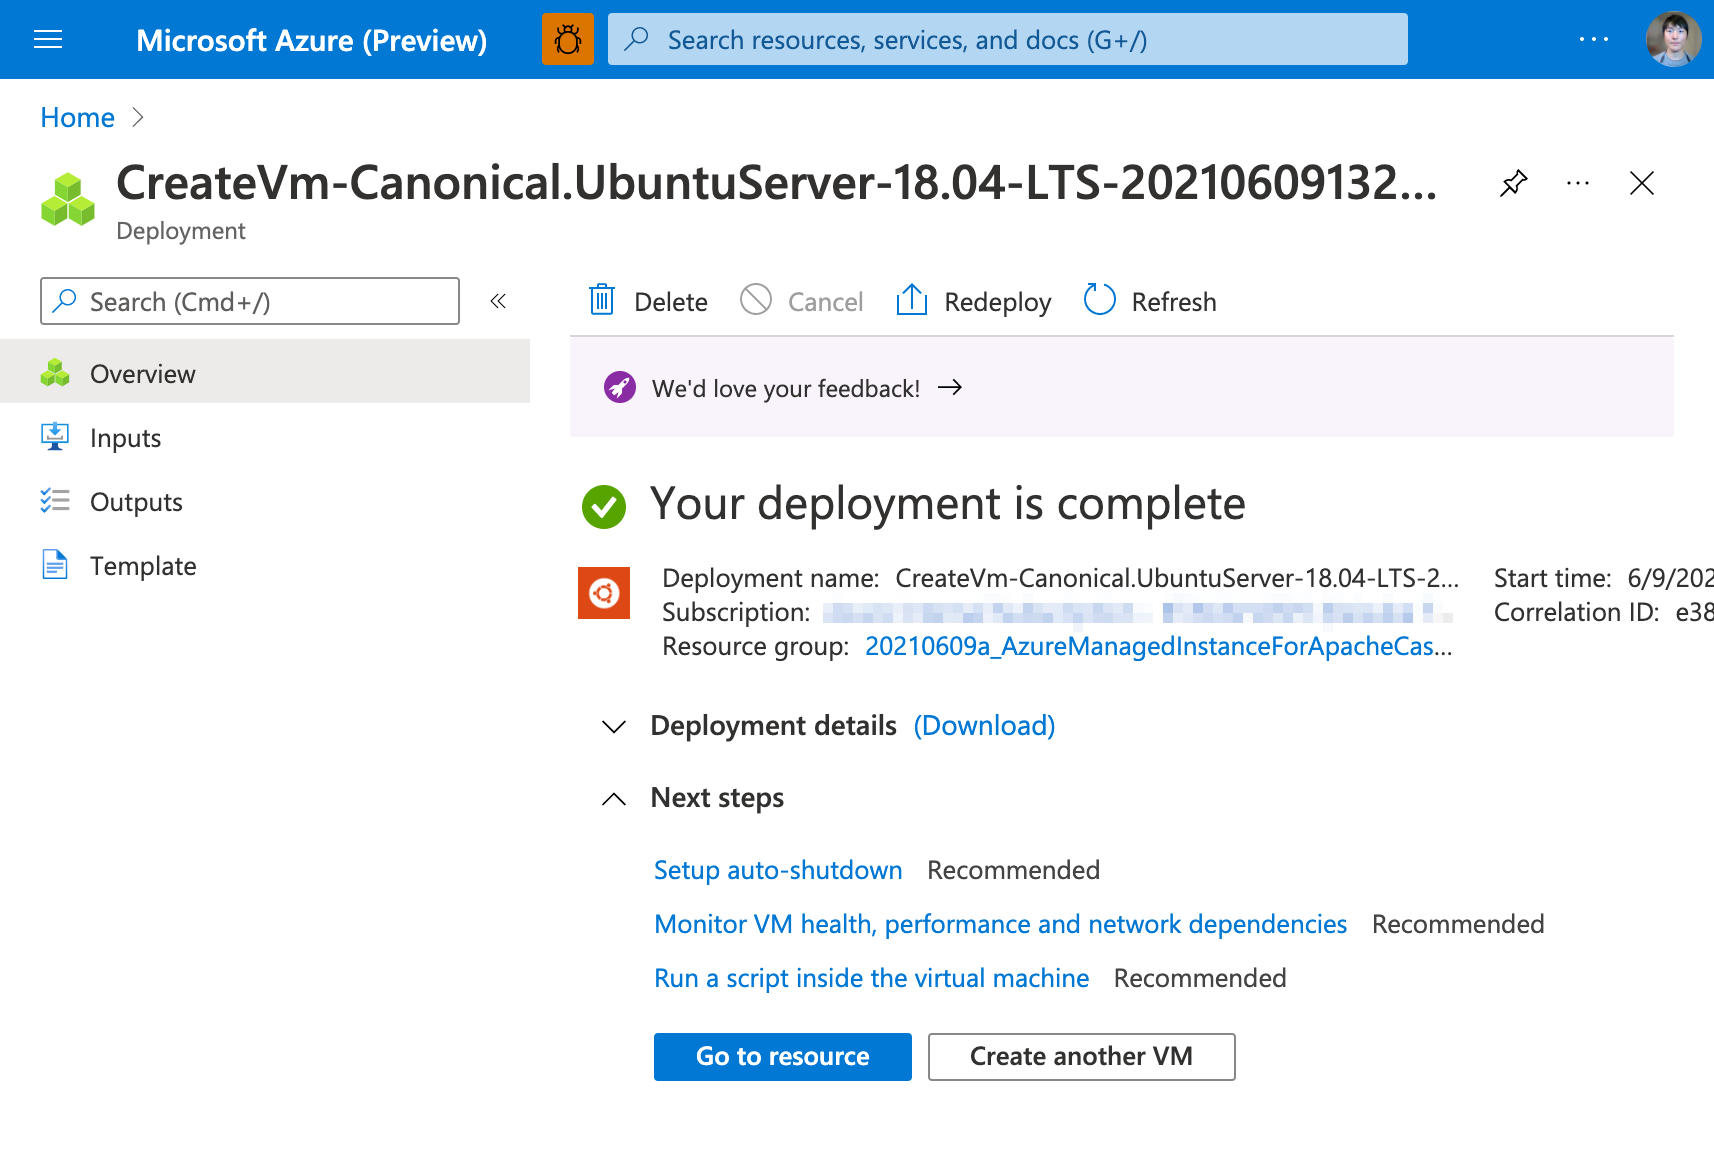 Microsoft Azure (Preview)
Search resources, services, and docs (G+/)
Home
CreateVm-Canonical.UbuntuServer-18.04-LTS-20210609132...
Deployment
Search (Cmd+/)
Overview
Inputs
Outputs
Template
Delete
Cancel
Redeploy
Refresh
We'd love your feedback!
Your deployment is complete
Deployment name: CreateVm-Canonical.UbuntuServer-18.04-LTS-2...
Subscription:
Resource group: 20210609a_AzureManagedInstanceForApacheCas...
Start time: 6/9/202
Correlation ID: e38
Deployment details (Download)
Next steps
Setup auto-shutdown Recommended
Monitor VM health, performance and network dependencies Recommended
Run a script inside the virtual machine Recommended
Go to resource
Create another VM